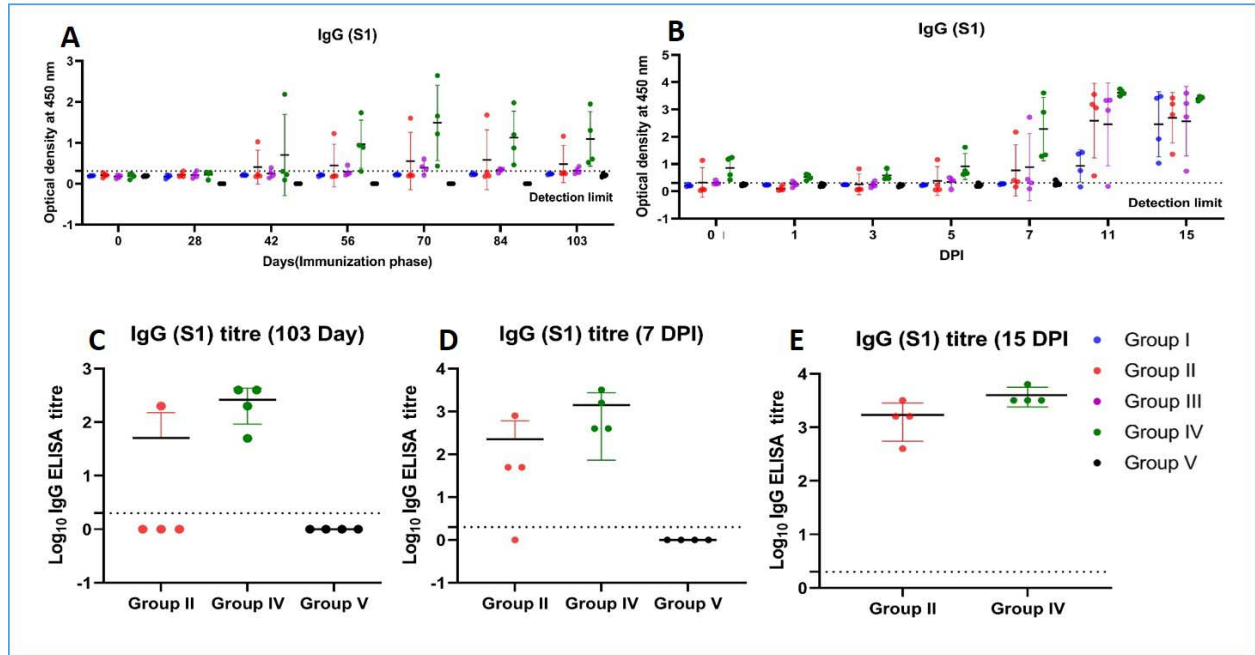 A
IgG (S1)
Optical density at 450 nm
3
2
1
0
-1
Detection limit
0 28 42 56 70 84 103
Days(Immunization phase)
B
IgG (S1)
Optical density at 450 nm
5
4
3
2
1
0
-1
Detection limit
0 1 3 5 7 11 15
DPI
C
IgG (S1) titre (103 Day)
Log10 IgG ELISA titre
3
2
1
0
-1
Group II Group IV Group V
D
IgG (S1) titre (7 DPI)
Log10 IgG ELISA titre
4
3
2
1
0
-1
Group II Group IV Group V
E
IgG (S1) titre (15 DPI
Log10 IgG ELISA titre
4
3
2
1
0
Group II Group IV
Group I
Group II
Group III
Group IV
Group V